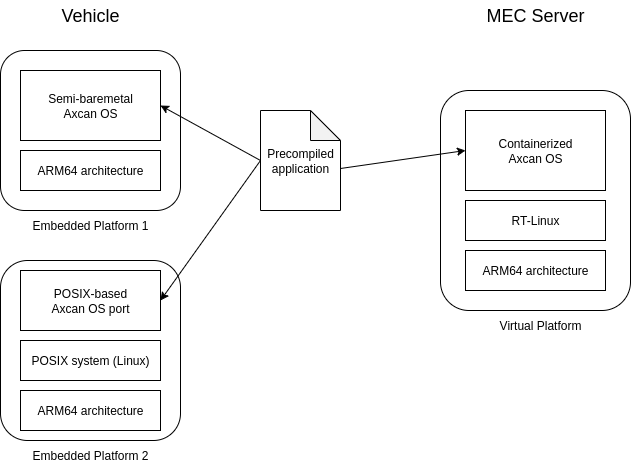 Vehicle
MEC Server
Semi-baremetal
Axcan OS
ARM64 architecture
Embedded Platform 1
Precompiled
application
Containerized
Axcan OS
RT-Linux
ARM64 architecture
Virtual Platform
POSIX-based
Axcan OS port
POSIX system (Linux)
ARM64 architecture
Embedded Platform 2